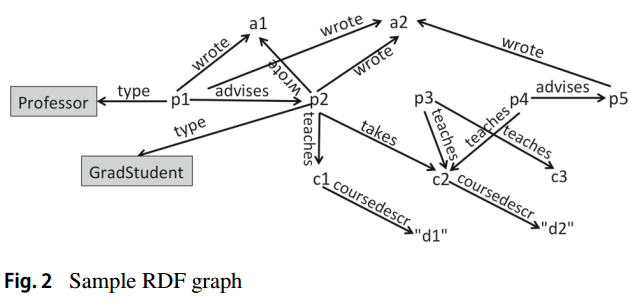 a1
a2
wrote
wrote
wrote
wrote
wrote
Professor
type
p1
advises
p2
p3
p4
advises
p5
type
teaches
takes
teaches
teaches
teaches
GradStudent
c1
c2
c3
coursedescr
coursedescr
"d1"
"d2"
Fig. 2 Sample RDF graph